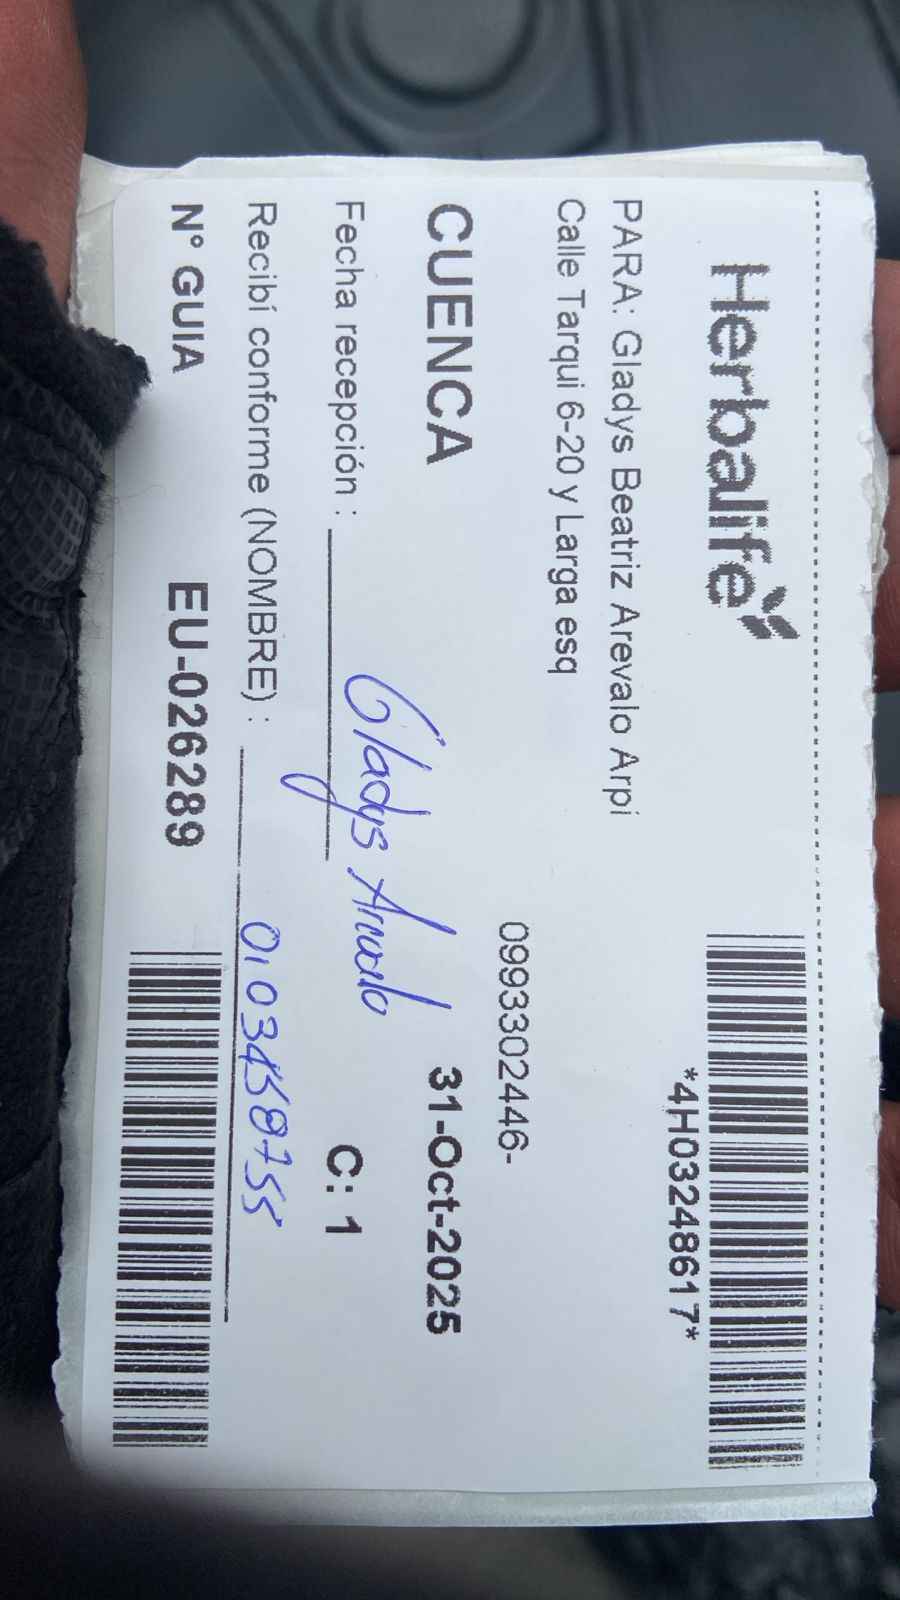 Herbalife
*4H03248617*
PARA: Gladys Beatriz Arevalo Arpi
Calle Tarqui 6-20 y Larga esq
0993302446-
CUENCA 31-Oct-2025
Fecha recepción : Gladys Arevalo C: 1
Recibí conforme (NOMBRE) : 0103458755
N° GUIA EU-026289